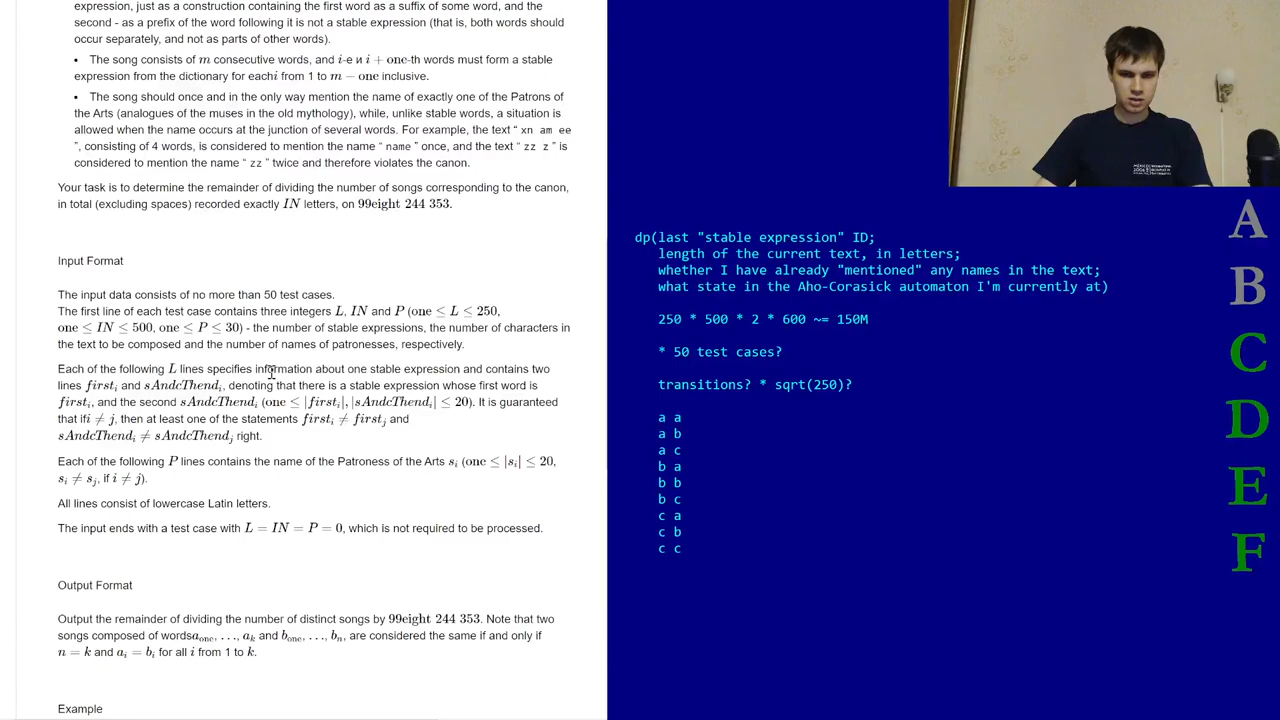 expression, just as a construction containing the first word as a suffix of some word, and the
second - as a prefix of the word following it is not a stable expression (that is, both words should
occur separately, and not as parts of other words).
• The song consists of m consecutive words, and i-е и i + one-th words must form a stable
expression from the dictionary for eachi from 1 to m − one inclusive.
• The song should once and in the only way mention the name of exactly one of the Patrons of
the Arts (analogues of the muses in the old mythology), while, unlike stable words, a situation is
allowed when the name occurs at the junction of several words. For example, the text “ xn am ee
”, consisting of 4 words, is considered to mention the name “ name ” once, and the text “ zz z ” is
considered to mention the name “ zz ” twice and therefore violates the canon.
Your task is to determine the remainder of dividing the number of songs corresponding to the canon,
in total (excluding spaces) recorded exactly IN letters, on 99eight 244 353.
Input Format
The input data consists of no more than 50 test cases.
The first line of each test case contains three integers L, IN and P (one ≤ L ≤ 250,
one ≤ IN ≤ 500, one ≤ P ≤ 30) - the number of stable expressions, the number of characters in
the text to be composed and the number of names of patronesses, respectively.
Each of the following L lines specifies information about one stable expression and contains two
lines first_i and sAndcThend_i, denoting that there is a stable expression whose first word is
first_i, and the second sAndcThend_i (one ≤ |first_i|, |sAndcThend_i| ≤ 20). It is guaranteed
that ifi ≠ j, then at least one of the statements first_i ≠ first_j and
sAndcThend_i ≠ sAndcThend_j right.
Each of the following P lines contains the name of the Patroness of the Arts s_i (one ≤ |s_i| ≤ 20,
s_i ≠ s_j, if i ≠ j).
All lines consist of lowercase Latin letters.
The input ends with a test case with L = IN = P = 0, which is not required to be processed.
Output Format
Output the remainder of dividing the number of distinct songs by 99eight 244 353. Note that two
songs composed of wordsa_one, . . . , a_k and b_one, . . . , b_n, are considered the same if and only if
n = k and a_i = b_i for all i from 1 to k.
Example
dp(last "stable expression" ID;
length of the current text, in letters;
whether I have already "mentioned" any names in the text;
what state in the Aho-Corasick automaton I'm currently at)
250 * 500 * 2 * 600 ~= 150M
* 50 test cases?
transitions? * sqrt(250)?
a a
a b
a c
b a
b b
b c
c a
c b
c c
A
B
C
D
E
F